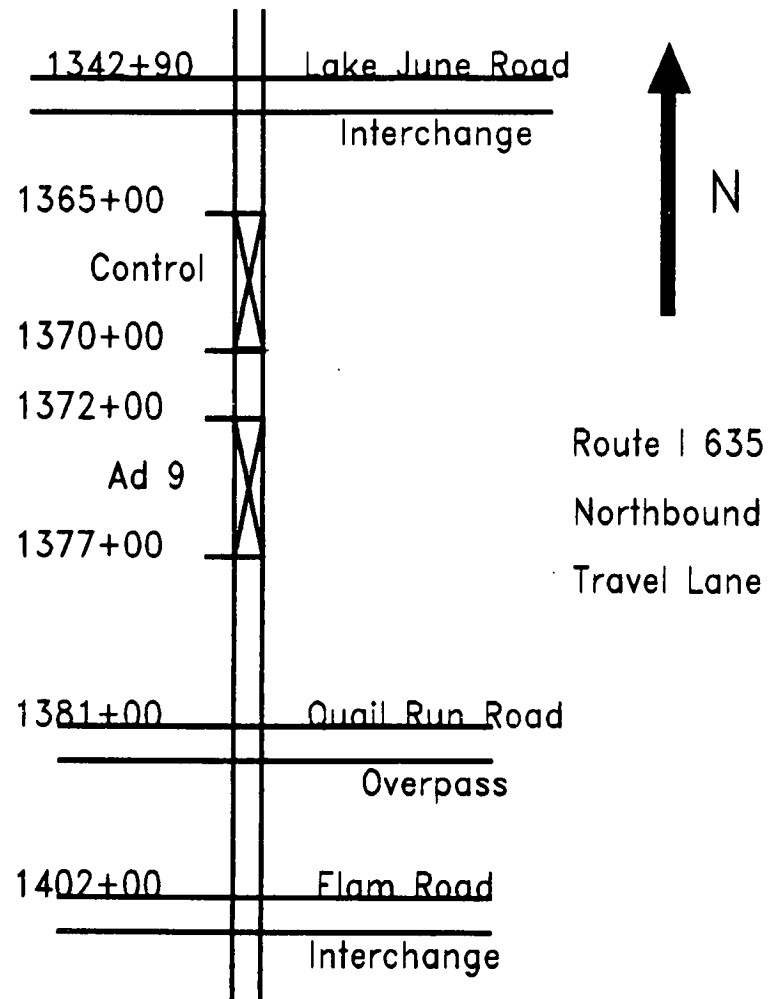 1342+90 Lake June Road
Interchange
N
1365+00
Control
1370+00
1372+00
Ad 9
1377+00
Route I 635
Northbound
Travel Lane
1381+00 Quail Run Road
Overpass
1402+00 Elam Road
Interchange